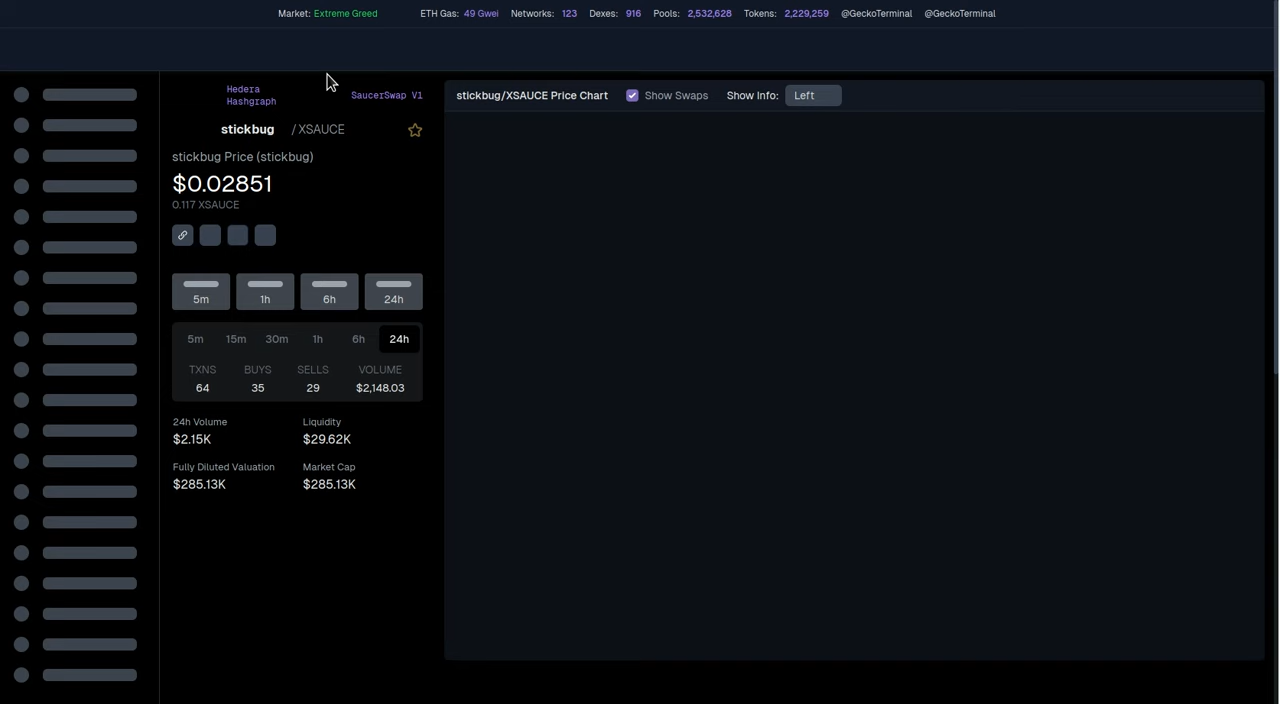 Market: Extreme Greed ETH Gas: 49 Gwei Networks: 123 Dexes: 916 Pools: 2,532,628 Tokens: 2,229,259 @GeckoTerminal @GeckoTerminal
Hedera
Hashgraph
SaucerSwap V1
stickbug / XSAUCE
stickbug Price (stickbug)
$0.02851
0.117 XSAUCE
5m 1h 6h 24h
5m 15m 30m 1h 6h 24h
TXNS BUYS SELLS VOLUME
64 35 29 $2,148.03
24h Volume Liquidity
$2.15K $29.62K
Fully Diluted Valuation Market Cap
$285.13K $285.13K
stickbug/XSAUCE Price Chart Show Swaps Show Info: Left